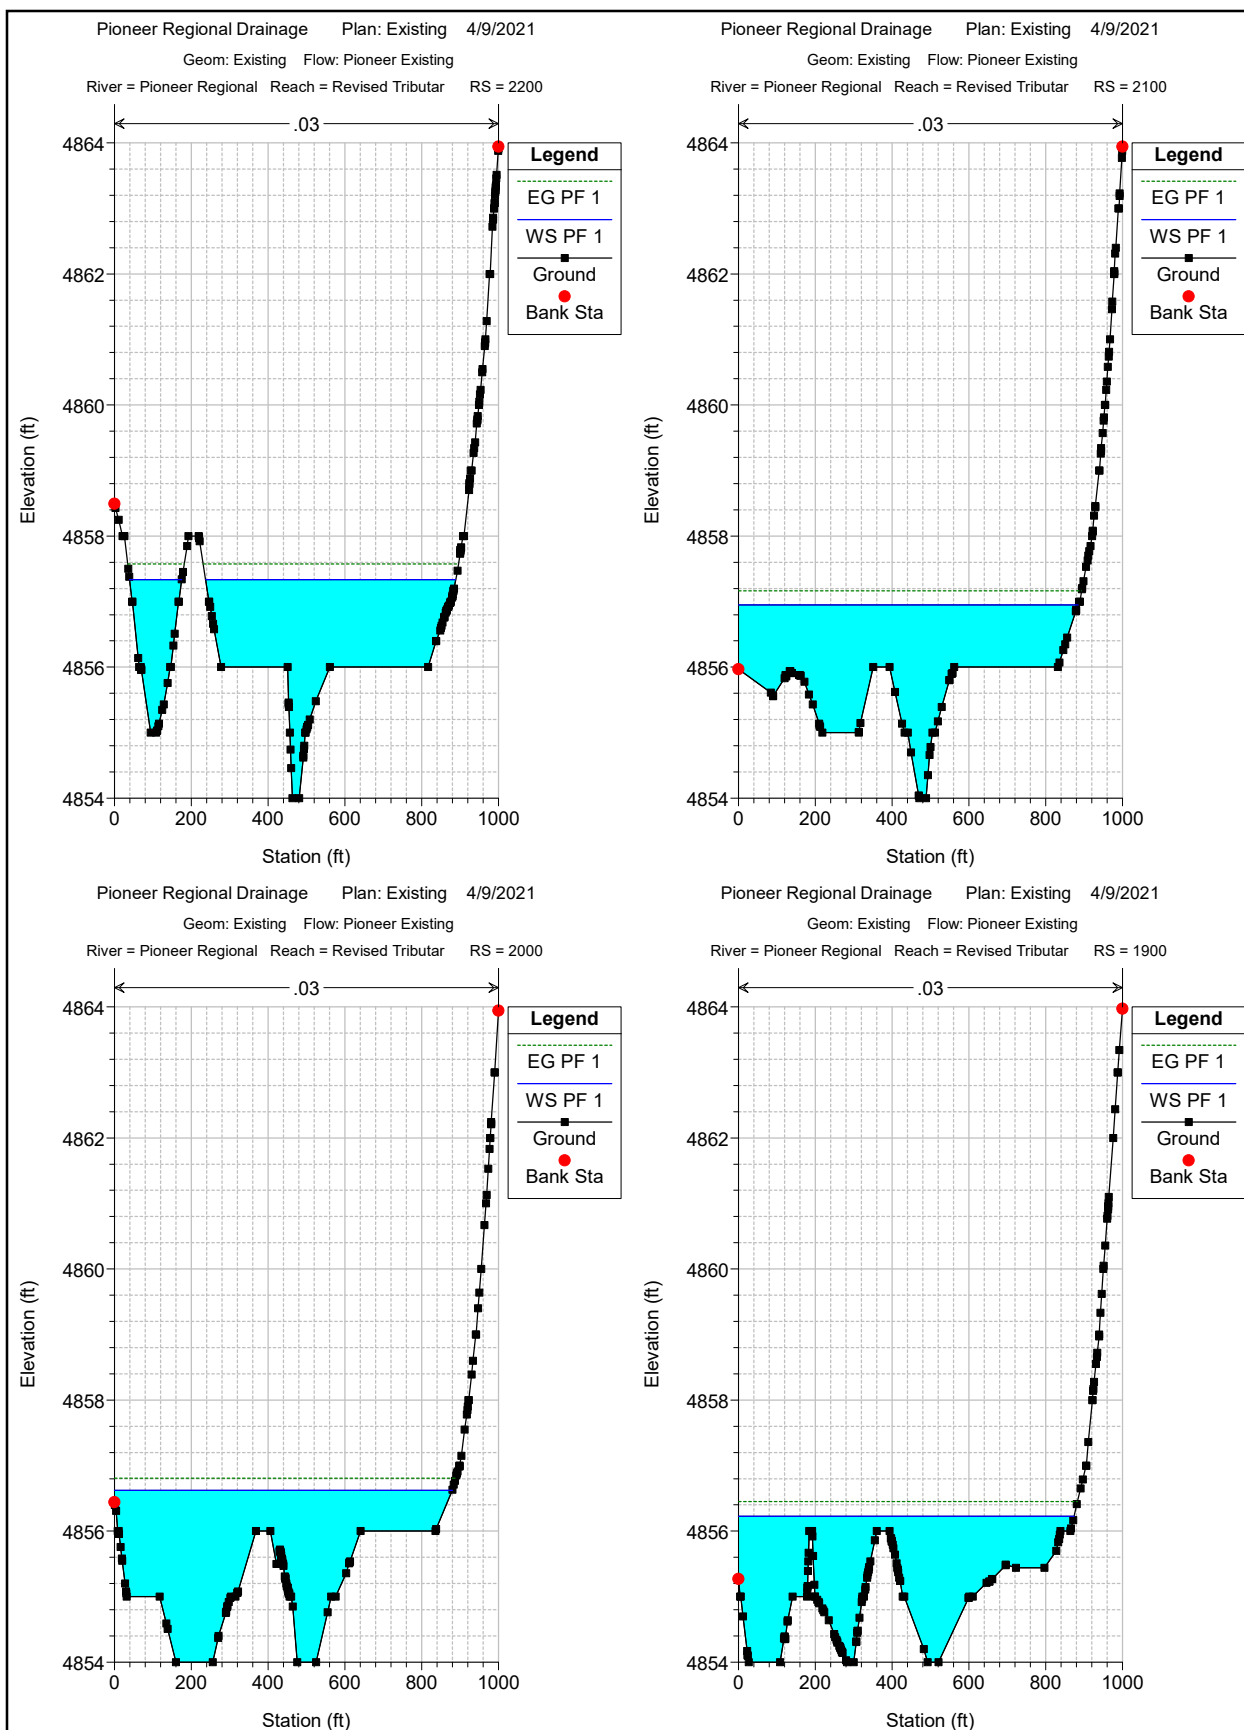 Pioneer Regional Drainage Plan: Existing 4/9/2021
Geom: Existing Flow: Pioneer Existing
River = Pioneer Regional Reach = Revised Tributar RS = 2200
.03
4864
4862
4860
4858
4856
4854
Elevation (ft)
0 200 400 600 800 1000
Station (ft)
Legend
EG PF 1
WS PF 1
Ground
Bank Sta
Pioneer Regional Drainage Plan: Existing 4/9/2021
Geom: Existing Flow: Pioneer Existing
River = Pioneer Regional Reach = Revised Tributar RS = 2100
.03
4864
4862
4860
4858
4856
4854
Elevation (ft)
0 200 400 600 800 1000
Station (ft)
Legend
EG PF 1
WS PF 1
Ground
Bank Sta
Pioneer Regional Drainage Plan: Existing 4/9/2021
Geom: Existing Flow: Pioneer Existing
River = Pioneer Regional Reach = Revised Tributar RS = 2000
.03
4864
4862
4860
4858
4856
4854
Elevation (ft)
0 200 400 600 800 1000
Station (ft)
Legend
EG PF 1
WS PF 1
Ground
Bank Sta
Pioneer Regional Drainage Plan: Existing 4/9/2021
Geom: Existing Flow: Pioneer Existing
River = Pioneer Regional Reach = Revised Tributar RS = 1900
.03
4864
4862
4860
4858
4856
4854
Elevation (ft)
0 200 400 600 800 1000
Station (ft)
Legend
EG PF 1
WS PF 1
Ground
Bank Sta